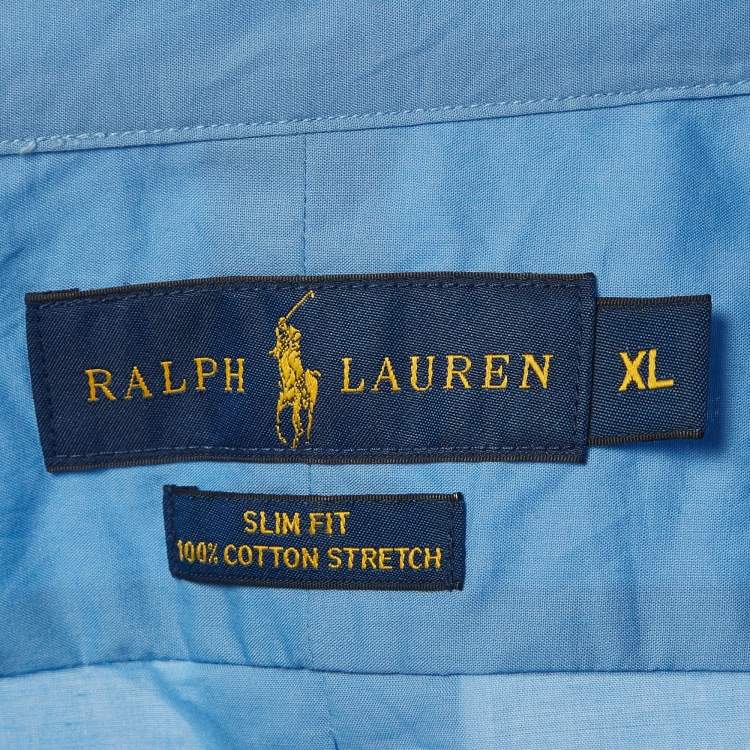 RALPH LAUREN XL
SLIM FIT
100% COTTON STRETCH